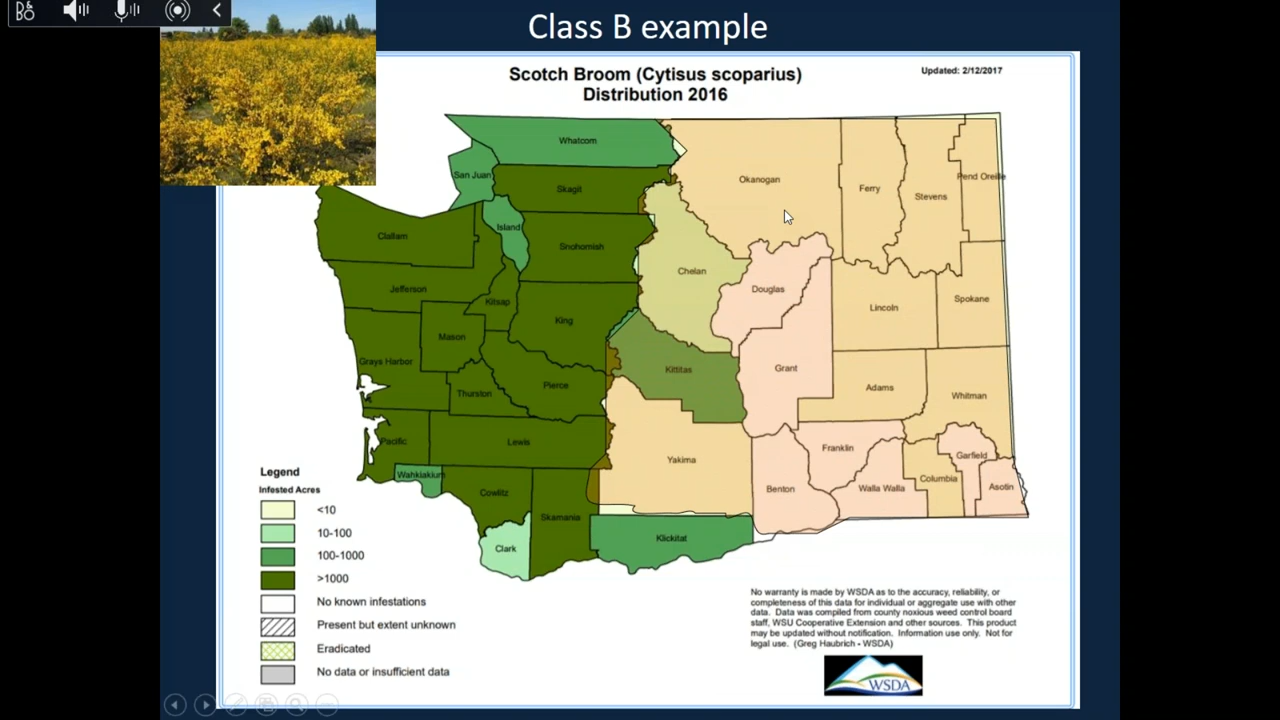 Class B example
Scotch Broom (Cytisus scoparius)
Distribution 2016
Updated: 2/12/2017
Whatcom
San Juan
Skagit
Island
Clallam
Snohomish
Jefferson
Kitsap
King
Mason
Grays Harbor
Pierce
Thurston
Pacific
Lewis
Wahkiakum
Cowlitz
Skamania
Clark
Okanogan
Ferry
Stevens
Pend Oreille
Chelan
Douglas
Lincoln
Spokane
Kittitas
Grant
Adams
Whitman
Yakima
Franklin
Benton
Walla Walla
Columbia
Garfield
Asotin
Klickitat
Legend
Infested Acres
<10
10-100
100-1000
>1000
No known infestations
Present but extent unknown
Eradicated
No data or insufficient data
No warranty is made by WSDA as to the accuracy, reliability, or
completeness of this data for individual or aggregate use with other
data. Data was compiled from county noxious weed control board
staff, WSU Cooperative Extension and other sources. This product
may be updated without notification. Information use only. Not for
legal use. (Greg Haubrich - WSDA)
WSDA